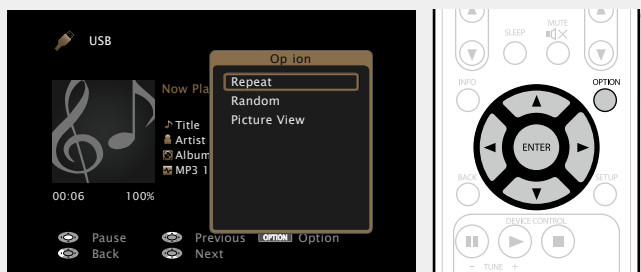 USB
Op ion
Now Pla
Repeat
Random
Picture View
Title
Artist
Album
MP3 1
00:06 100%
Pause Previous OPTION Option
Back Next
SLEEP MUTE
INFO OPTION
ENTER
BACK SETUP
DEVICE CONTROL
- TUNE +